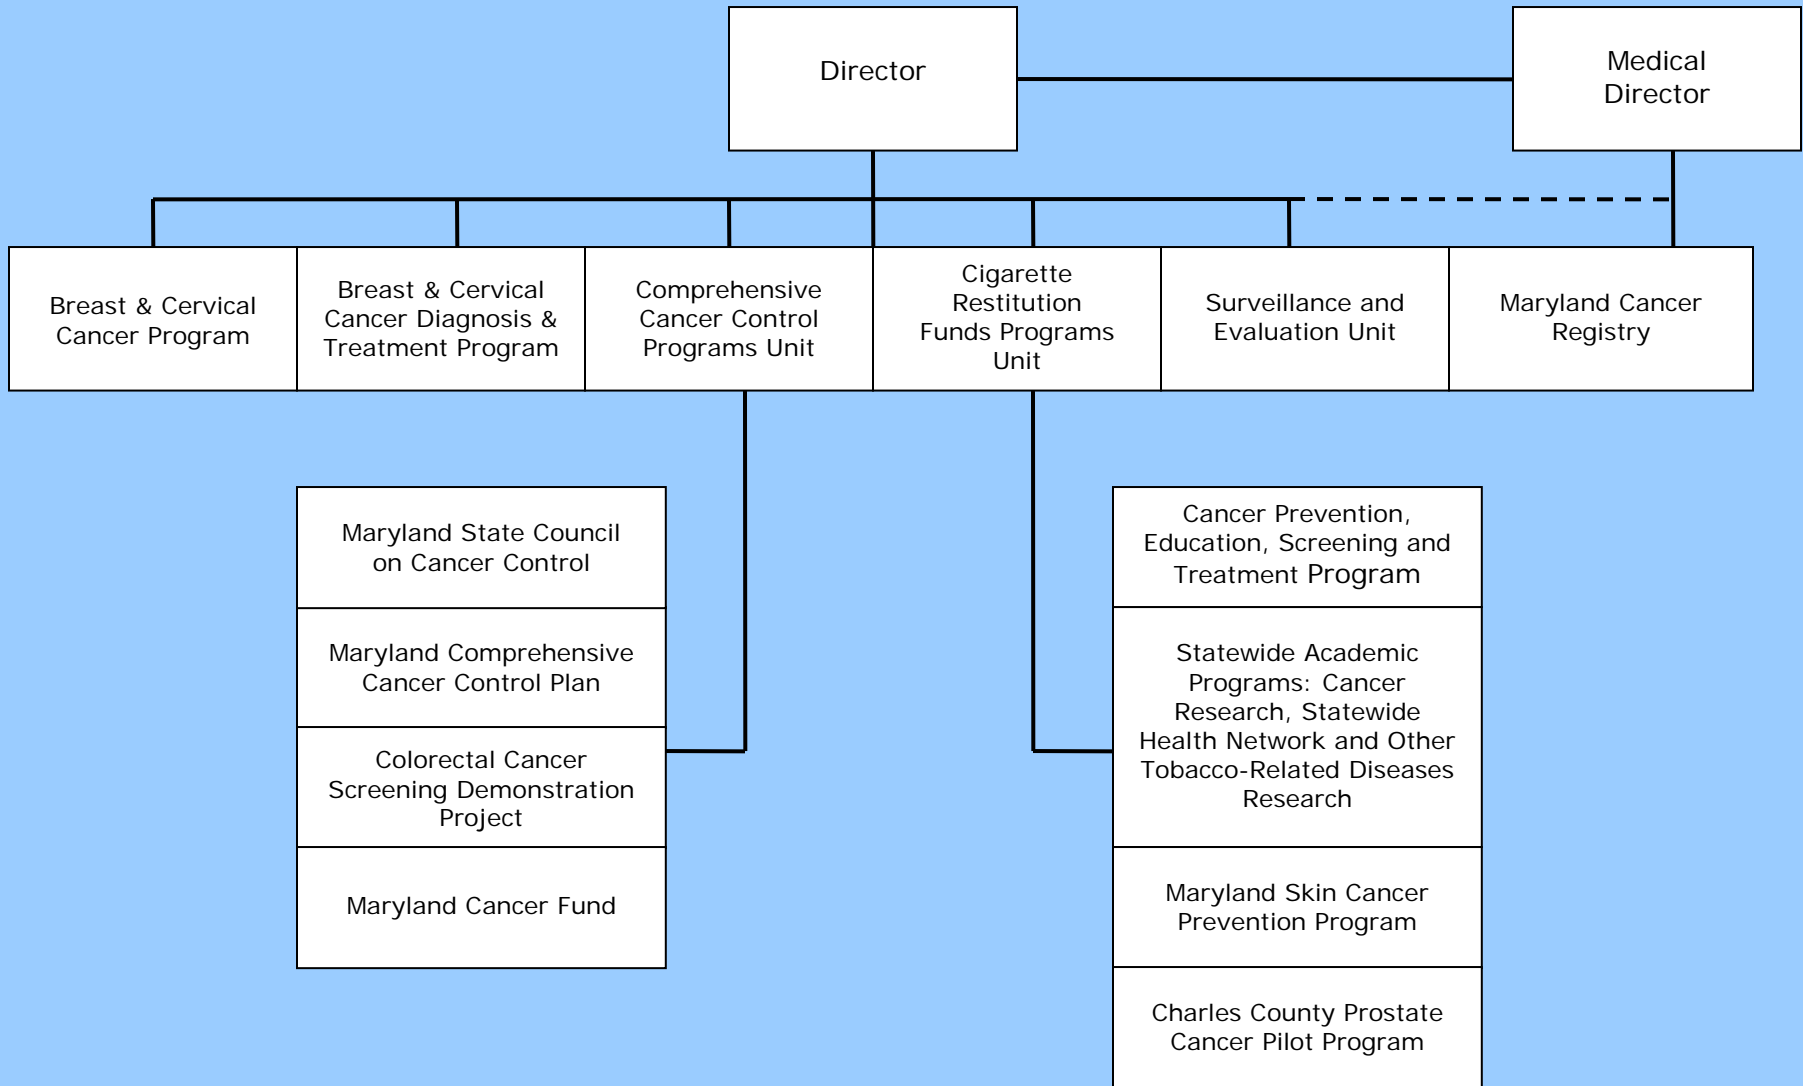 Director
Medical
Director
Breast & Cervical
Cancer Program
Breast & Cervical
Cancer Diagnosis &
Treatment Program
Comprehensive
Cancer Control
Programs Unit
Cigarette
Restitution
Funds Programs
Unit
Surveillance and
Evaluation Unit
Maryland Cancer
Registry
Maryland State Council
on Cancer Control
Maryland Comprehensive
Cancer Control Plan
Colorectal Cancer
Screening Demonstration
Project
Maryland Cancer Fund
Cancer Prevention,
Education, Screening and
Treatment Program
Statewide Academic
Programs: Cancer
Research, Statewide
Health Network and Other
Tobacco-Related Diseases
Research
Maryland Skin Cancer
Prevention Program
Charles County Prostate
Cancer Pilot Program